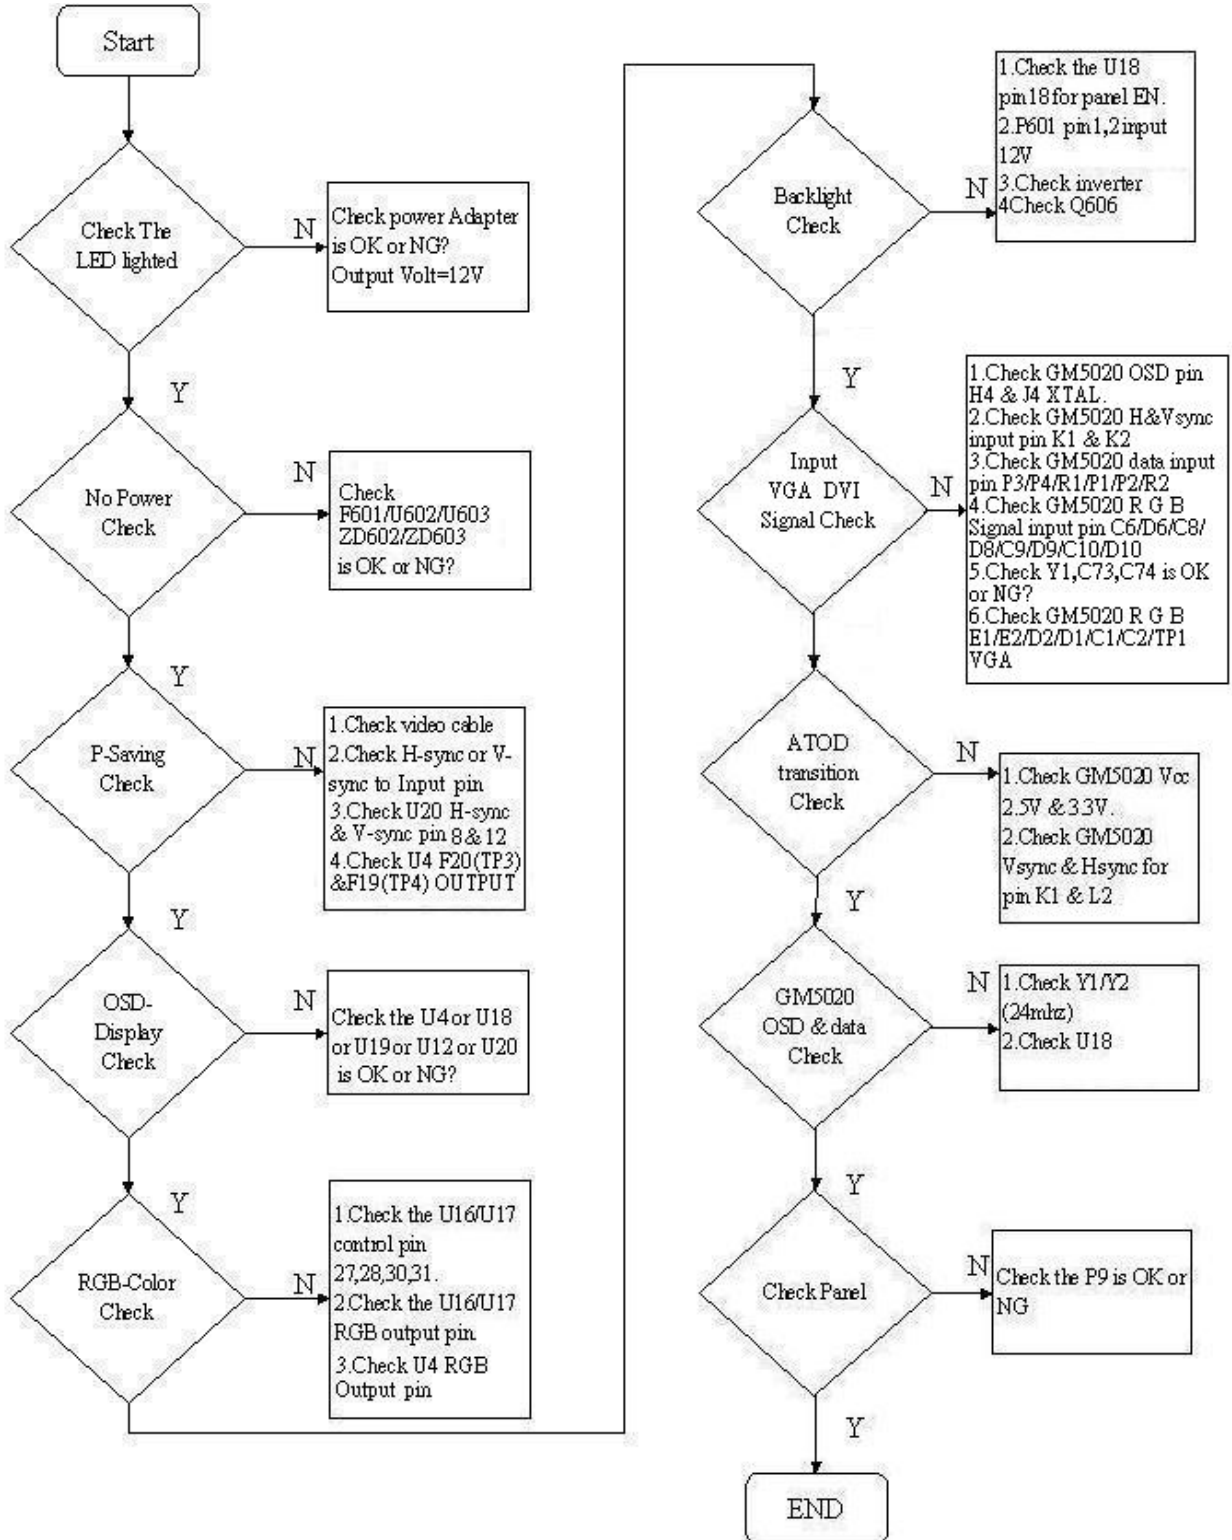 Start
Check The
LED lighted
N
Check power Adapter
is OK or NG?
Output Volt=12V
Y
No Power
Check
N
Check
F601/U602/U603
ZD602/ZD603
is OK or NG?
Y
P-Saving
Check
N
1.Check video cable
2.Check H-sync or V-
sync to Input pin
3.Check U20 H-sync
& V-sync pin 8 & 12
4.Check U4 F20(TP3)
&F19(TP4) OUTPUT
Y
OSD-
Display
Check
N
Check the U4 or U18
or U19 or U12 or U20
is OK or NG?
Y
RGB-Color
Check
N
1.Check the U16/U17
control pin
27,28,30,31.
2.Check the U16/U17
RGB output pin
3.Check U4 RGB
Output pin
Backlight
Check
N
1.Check the U18
pin18 for panel EN.
2.P601 pin1,2 input
12V
3.Check inverter
4Check Q606
Y
Input
VGA DVI
Signal Check
N
1.Check GM5020 OSD pin
H4 & J4 XTAL.
2.Check GM5020 H&Vsync
input pin K1 & K2
3.Check GM5020 data input
pin P3/P4/R1/P1/P2/R2
4.Check GM5020 R G B
Signal input pin C6/D6/C8/
D8/C9/D9/C10/D10
5.Check Y1,C73,C74 is OK
or NG?
6.Check GM5020 R G B
E1/E2/D2/D1/C1/C2/TP1
VGA
ATOD
transition
Check
N
1.Check GM5020 Vcc
2.5V & 3.3V.
2.Check GM5020
Vsync & Hsync for
pin K1 & L2
Y
GM5020
OSD & data
Check
N
1.Check Y1/Y2
(24mhz)
2.Check U18
Y
Check Panel
N
Check the P9 is OK or
NG
Y
END